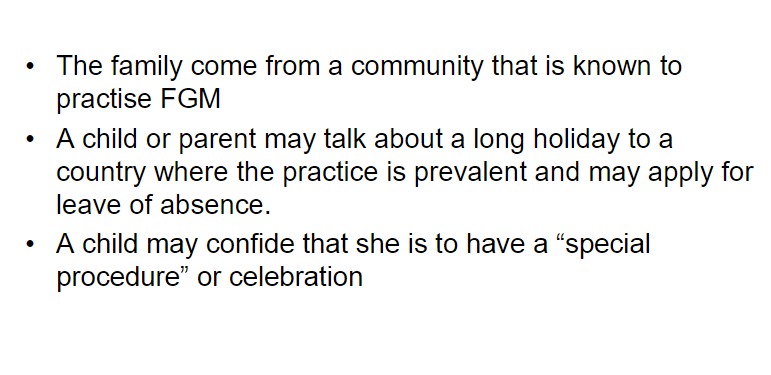 • The family come from a community that is known to
practise FGM
• A child or parent may talk about a long holiday to a
country where the practice is prevalent and may apply for
leave of absence.
• A child may confide that she is to have a “special
procedure” or celebration